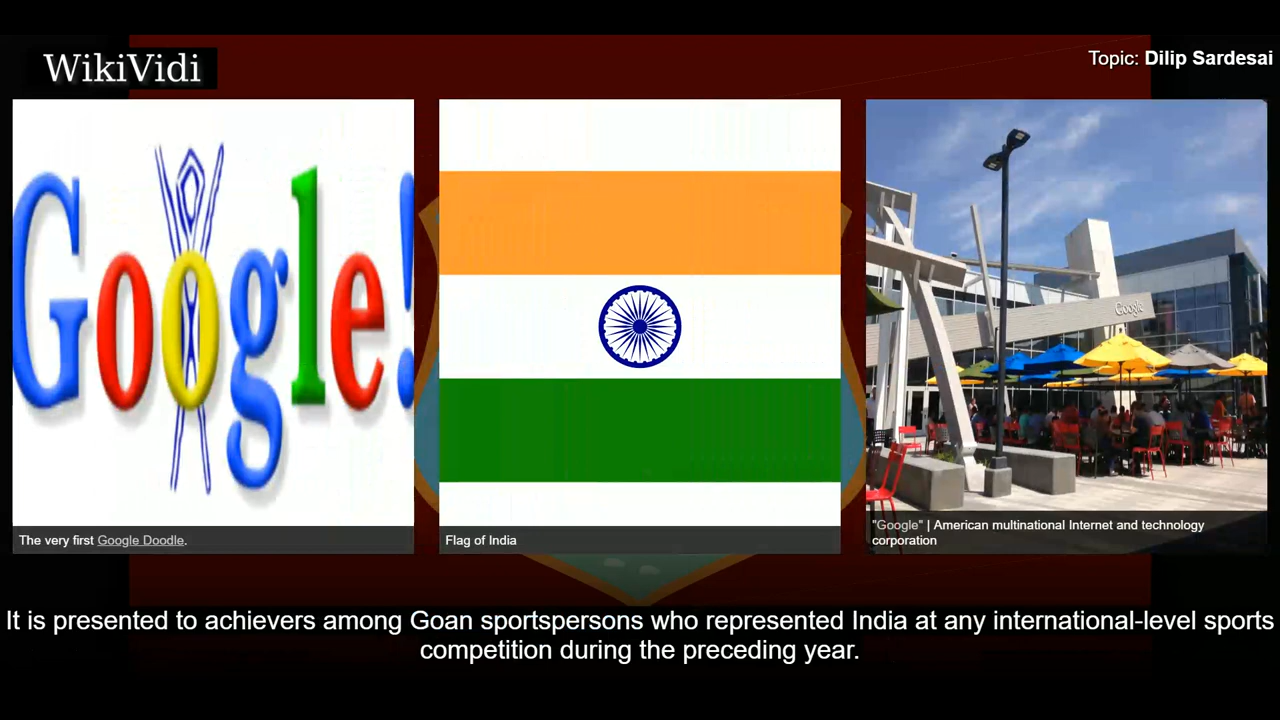 WikiVidi
Topic: Dilip Sardesai
Google!
Google
The very first Google Doodle.
Flag of India
"Google" | American multinational Internet and technology
corporation
It is presented to achievers among Goan sportspersons who represented India at any international-level sports
competition during the preceding year.